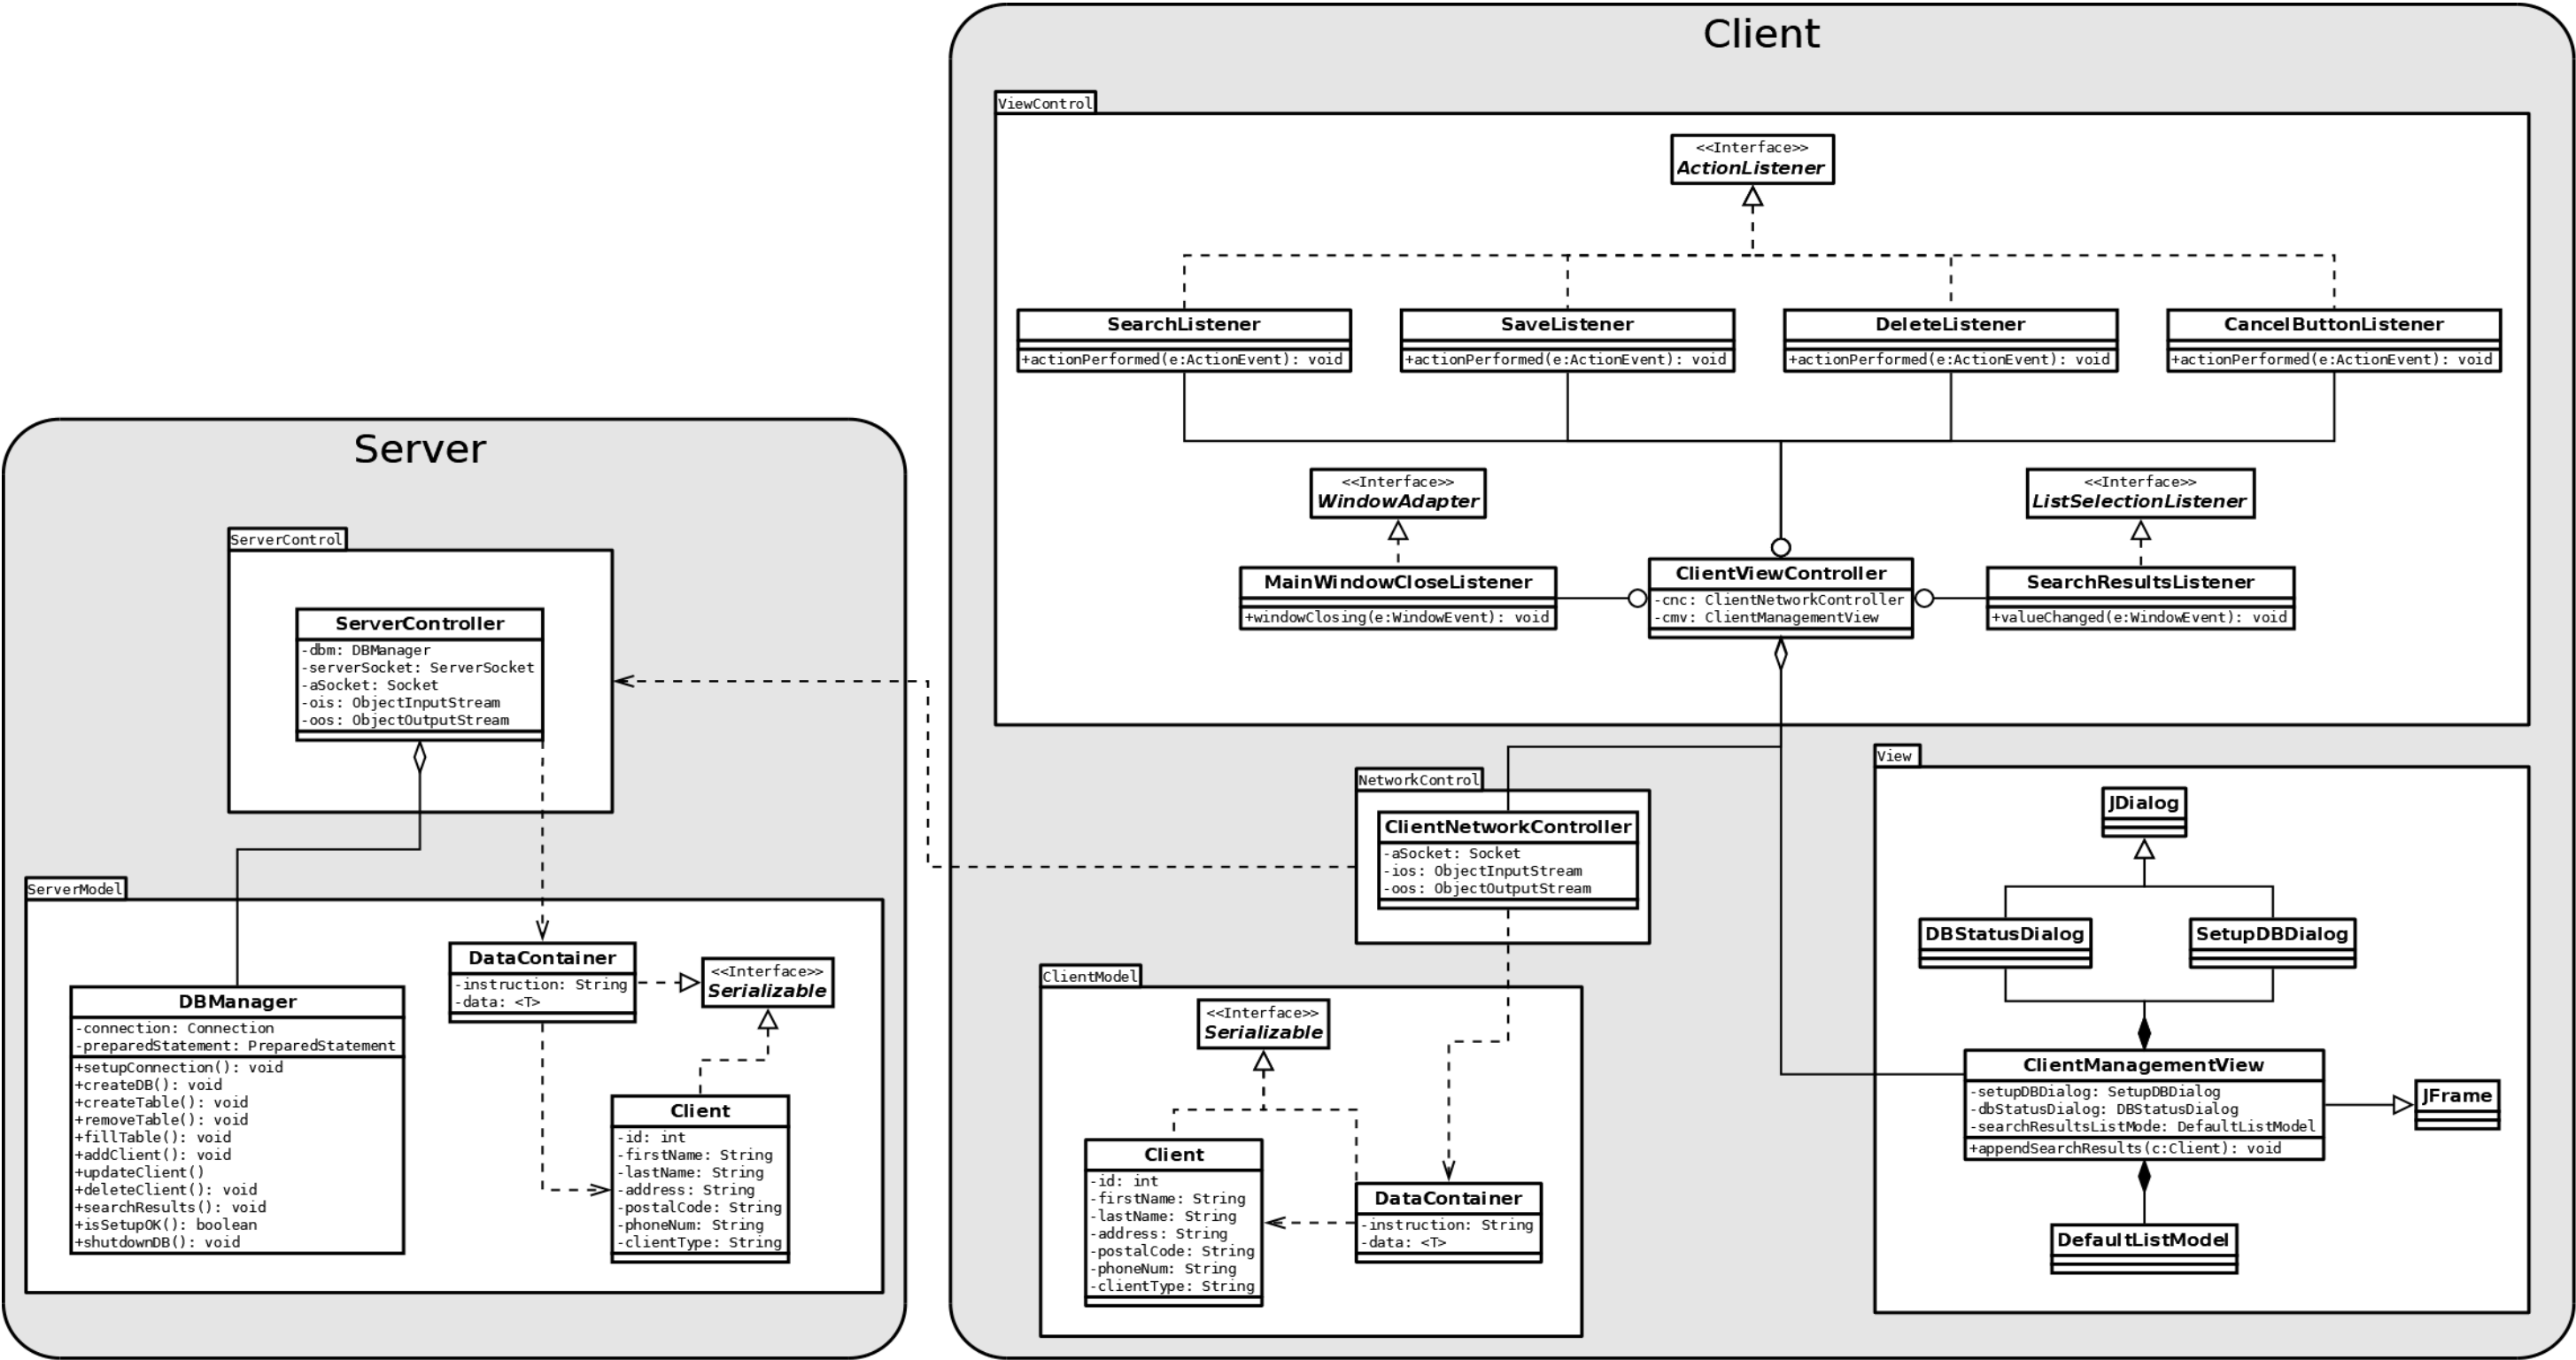 Client
ViewControl
<<Interface>>
ActionListener
SearchListener
+actionPerformed(e:ActionEvent): void
SaveListener
+actionPerformed(e:ActionEvent): void
DeleteListener
+actionPerformed(e:ActionEvent): void
CancelButtonListener
+actionPerformed(e:ActionEvent): void
<<Interface>>
WindowAdapter
<<Interface>>
ListSelectionListener
MainWindowCloseListener
+windowClosing(e:WindowEvent): void
ClientViewController
-cnc: ClientNetworkController
-cmv: ClientManagementView
SearchResultsListener
+valueChanged(e:WindowEvent): void
NetworkControl
ClientNetworkController
-aSocket: Socket
-ios: ObjectInputStream
-oos: ObjectOutputStream
View
JDialog
DBStatusDialog
SetupDBDialog
ClientManagementView
-setupDBDialog: SetupDBDialog
-dbStatusDialog: DBStatusDialog
-searchResultsListMode: DefaultListModel
+appendSearchResults(c:Client): void
JFrame
DefaultListModel
ClientModel
<<Interface>>
Serializable
Client
-id: int
-firstName: String
-lastName: String
-address: String
-postalCode: String
-phoneNum: String
-clientType: String
DataContainer
-instruction: String
-data: <T>
Server
ServerControl
ServerController
-dbm: DBManager
-serverSocket: ServerSocket
-aSocket: Socket
-ois: ObjectInputStream
-oos: ObjectOutputStream
ServerModel
DBManager
-connection: Connection
-preparedStatement: PreparedStatement
+setupConnection(): void
+createDB(): void
+createTable(): void
+removeTable(): void
+fillTable(): void
+addClient(): void
+updateClient()
+deleteClient(): void
+searchResults(): void
+isSetupOK(): boolean
+shutdownDB(): void
DataContainer
-instruction: String
-data: <T>
<<Interface>>
Serializable
Client
-id: int
-firstName: String
-lastName: String
-address: String
-postalCode: String
-phoneNum: String
-clientType: String